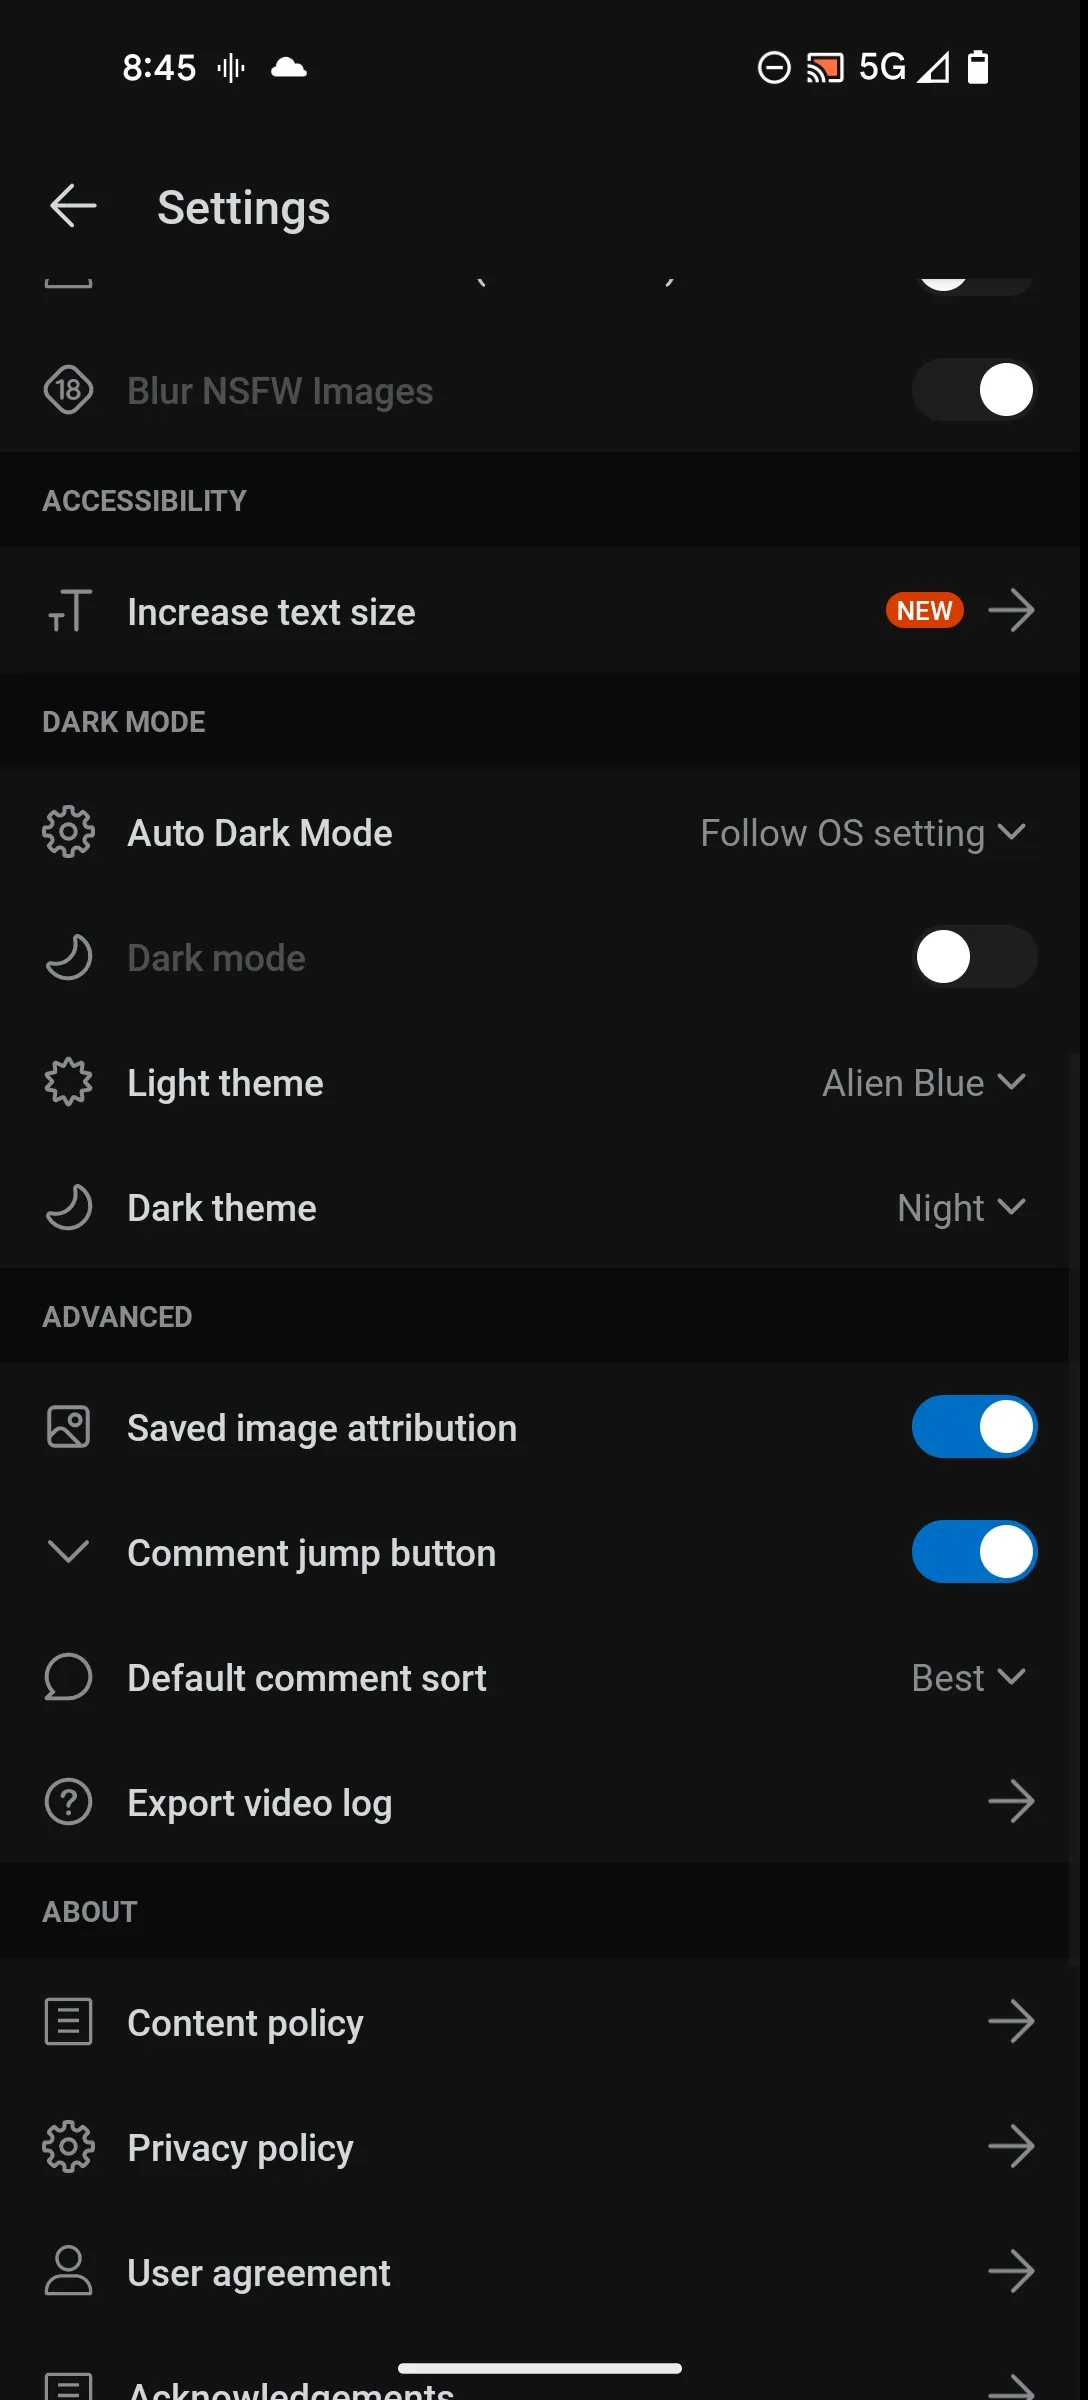 8:45 5G
Settings
18 Blur NSFW Images
ACCESSIBILITY
TT Increase text size NEW
DARK MODE
Auto Dark Mode Follow OS setting
Dark mode
Light theme Alien Blue
Dark theme Night
ADVANCED
Saved image attribution
Comment jump button
Default comment sort Best
? Export video log
ABOUT
Content policy
Privacy policy
User agreement
Acknowledgements